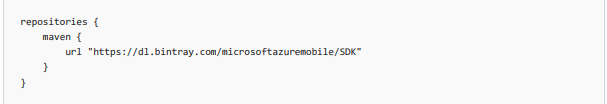 repositories {
    maven {
        url "https://dl.bintray.com/microsoftazuremobile/SDK"
    }
}